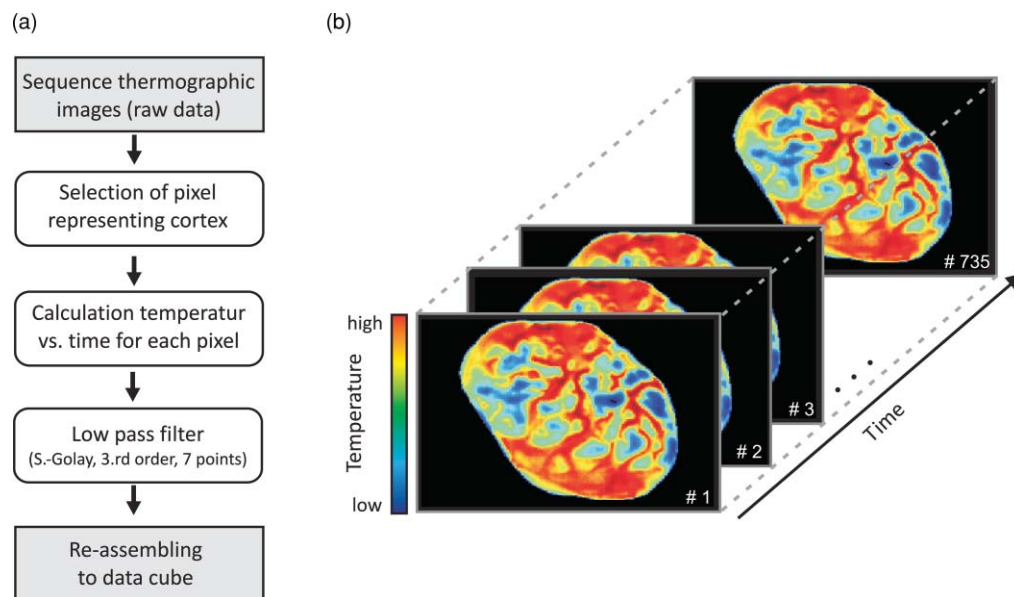 (a)
Sequence thermographic
images (raw data)
Selection of pixel
representing cortex
Calculation temperatur
vs. time for each pixel
Low pass filter
(S.-Golay, 3.rd order, 7 points)
Re-assembling
to data cube
(b)
# 735
# 3
# 2
# 1
high
Temperature
low
Time